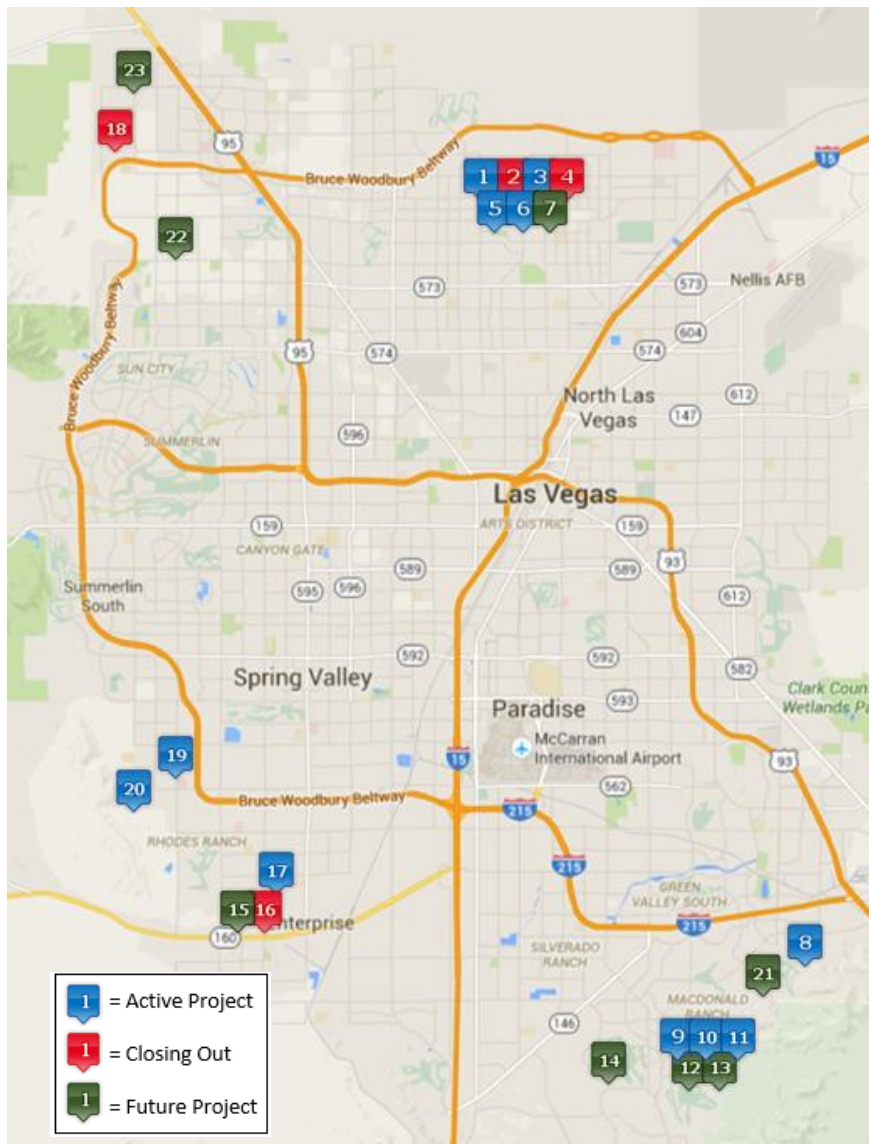 23
18
95
Bruce Woodbury Beltway
15
1 2 3 4
5 6 7
22
573
573
Nellis AFB
Bruce Woodbury Beltway
604
95
574
574
SUN CITY
612
North Las
Vegas
147
596
SUMMERLIN
Las Vegas
159
ARTS DISTRICT
159
CANYON GATE
93
589
589
Summerlin
South
595
596
612
592
592
582
Spring Valley
Clark Coun
Wetlands Pa
593
Paradise
19
McCarran
International Airport
15
93
20
562
Bruce Woodbury Beltway
215
RHODES RANCH
17
215
GREEN
VALLEY SOUTH
15 16
160
nterprise
215
8
SILVERADO
RANCH
21
MACDONALD
RANCH
146
9 10 11
14
12 13
1 = Active Project
1 = Closing Out
1 = Future Project